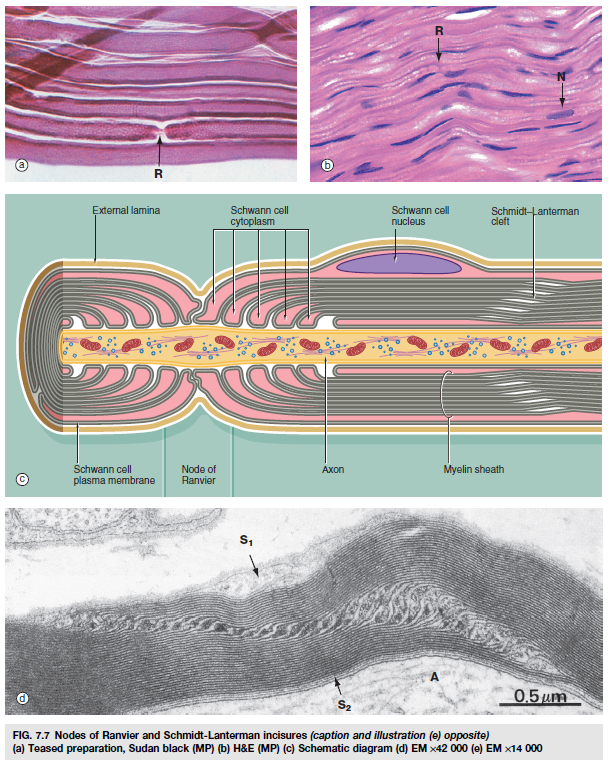 R
N
a
R
b
R
External lamina
Schwann cell
cytoplasm
Schwann cell
nucleus
Schmidt–Lanterman
cleft
Schwann cell
plasma membrane
Node of
Ranvier
Axon
Myelin sheath
c
S1
A
S2
0.5 µm
d
FIG. 7.7 Nodes of Ranvier and Schmidt-Lanterman incisures (caption and illustration (e) opposite)
(a) Teased preparation, Sudan black (MP) (b) H&E (MP) (c) Schematic diagram (d) EM ×42 000 (e) EM ×14 000